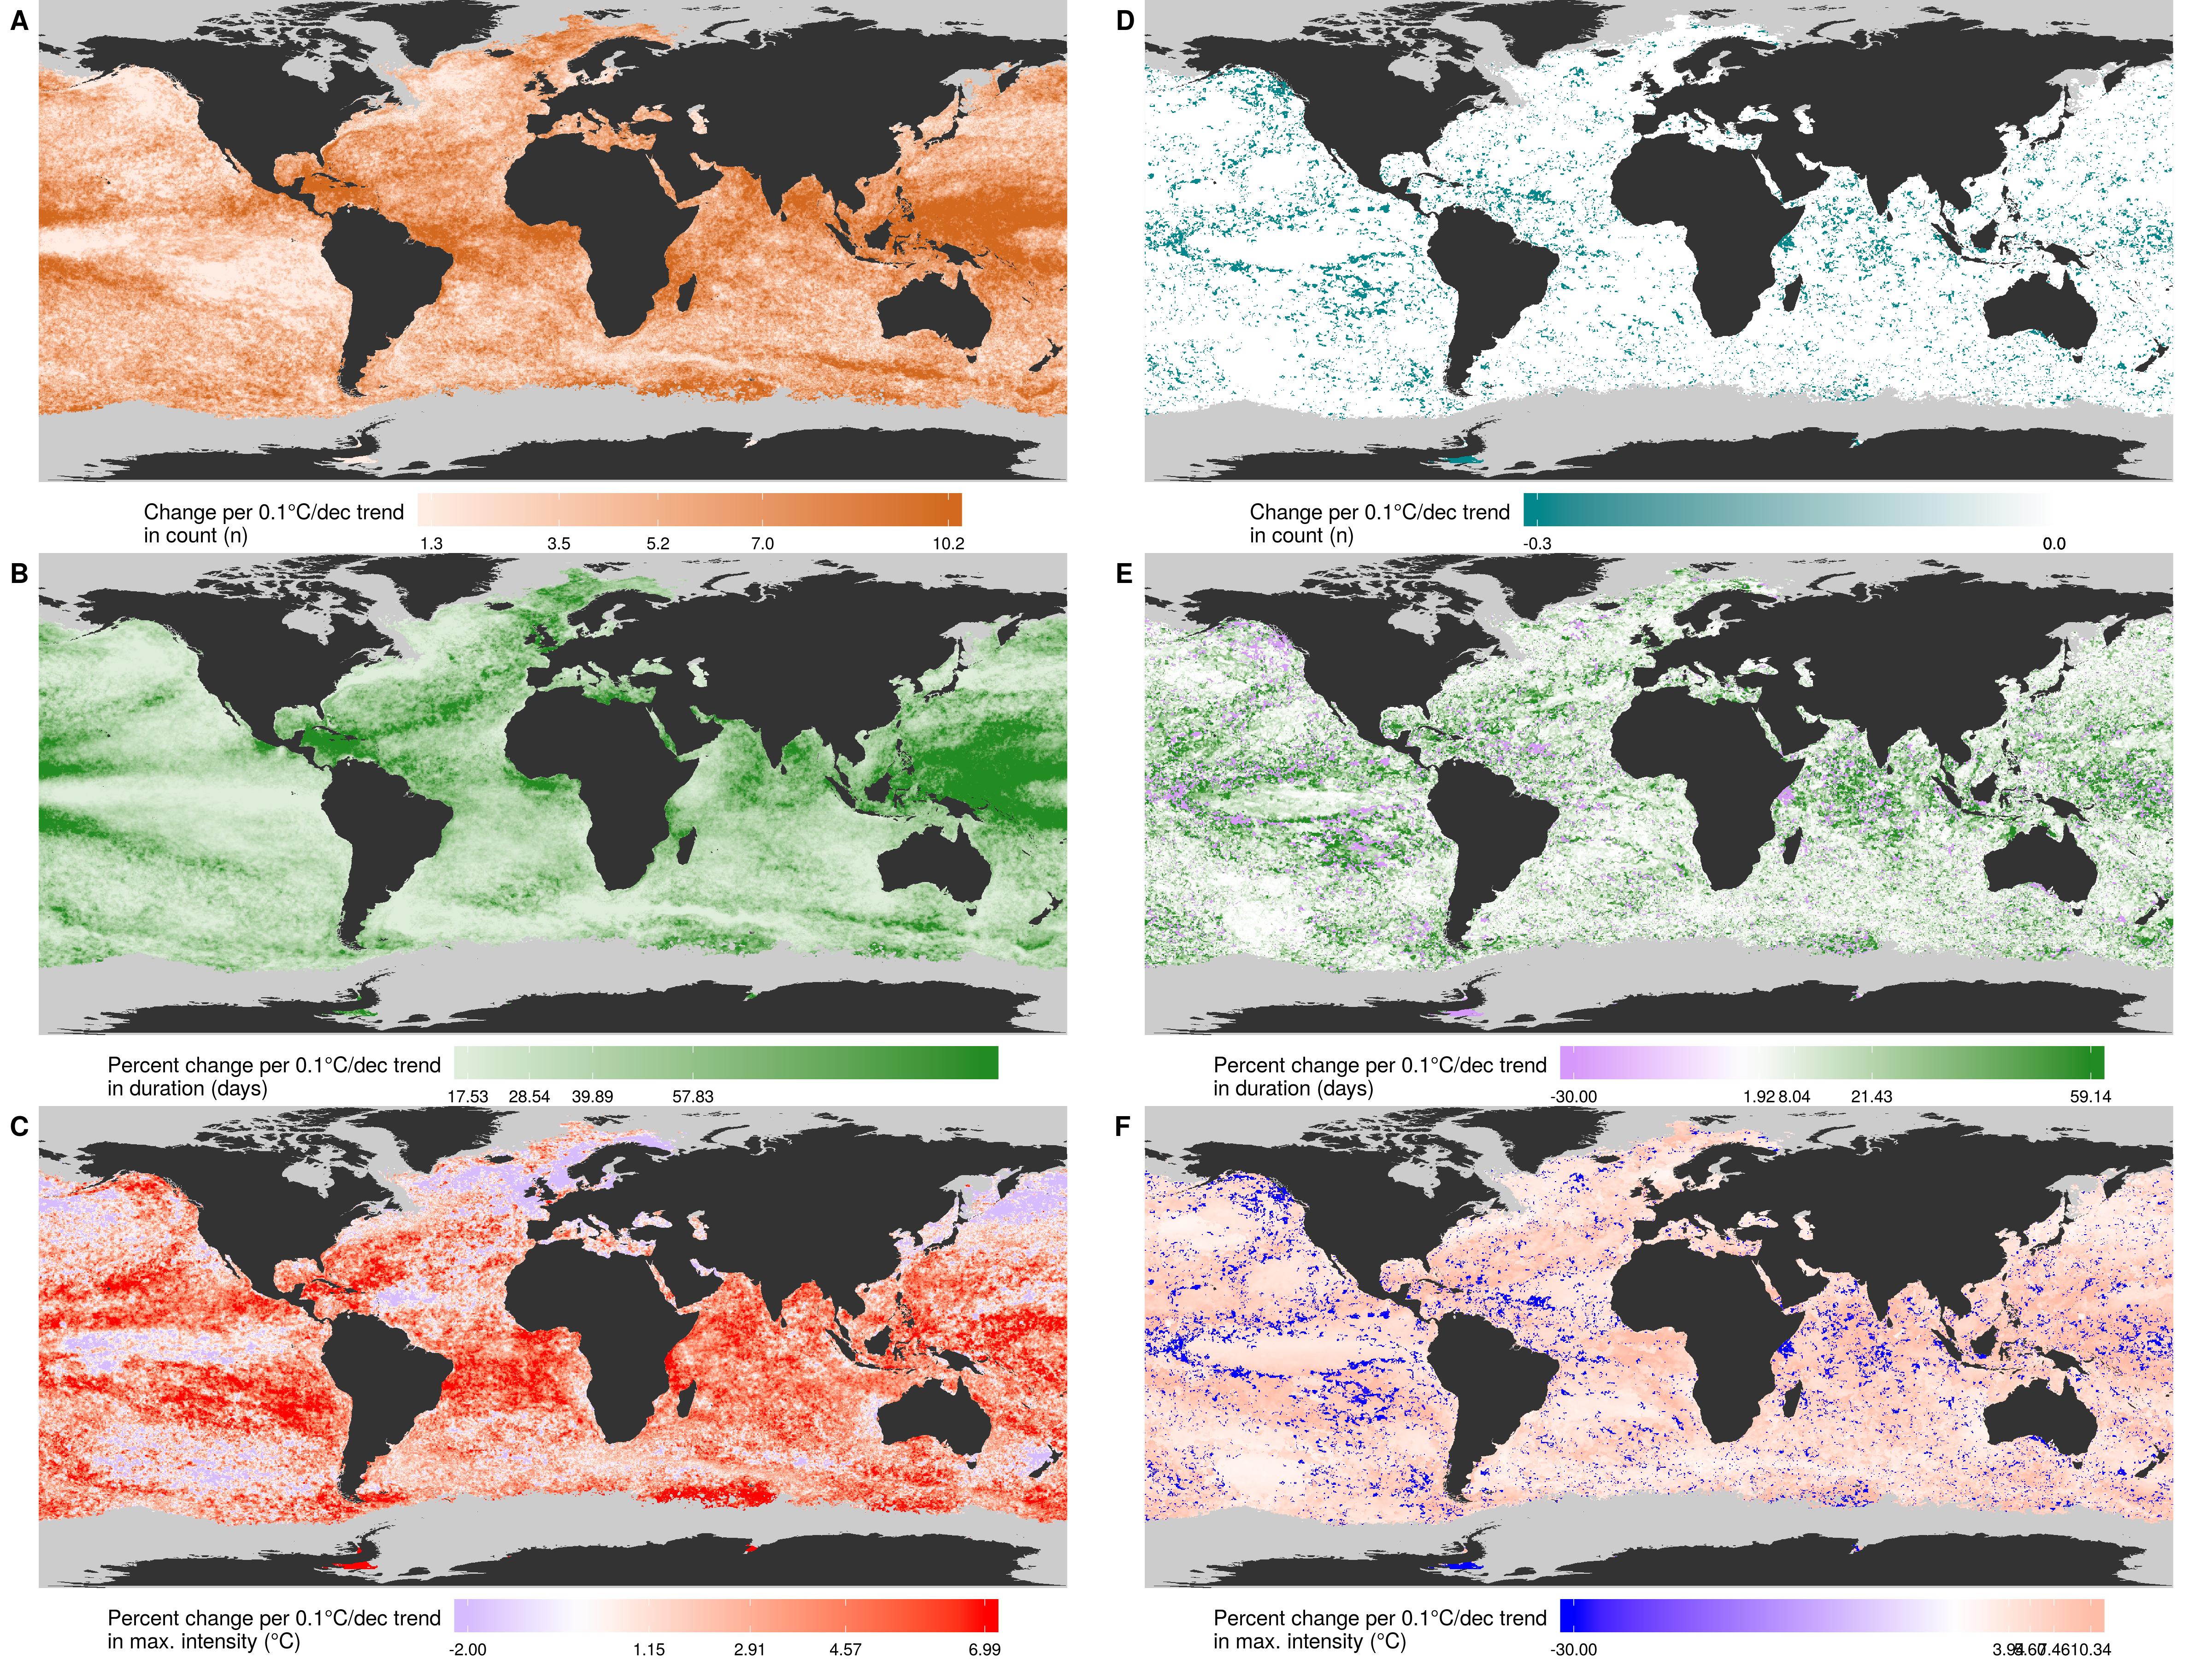 A
D
Change per 0.1°C/dec trend
in count (n)
1.3 3.5 5.2 7.0 10.2
Change per 0.1°C/dec trend
in count (n)
-0.3 0.0
B
E
Percent change per 0.1°C/dec trend
in duration (days)
17.53 28.54 39.89 57.83
Percent change per 0.1°C/dec trend
in duration (days)
-30.00 1.92 8.04 21.43 59.14
C
F
Percent change per 0.1°C/dec trend
in max. intensity (°C)
-2.00 1.15 2.91 4.57 6.99
Percent change per 0.1°C/dec trend
in max. intensity (°C)
-30.00 10.34